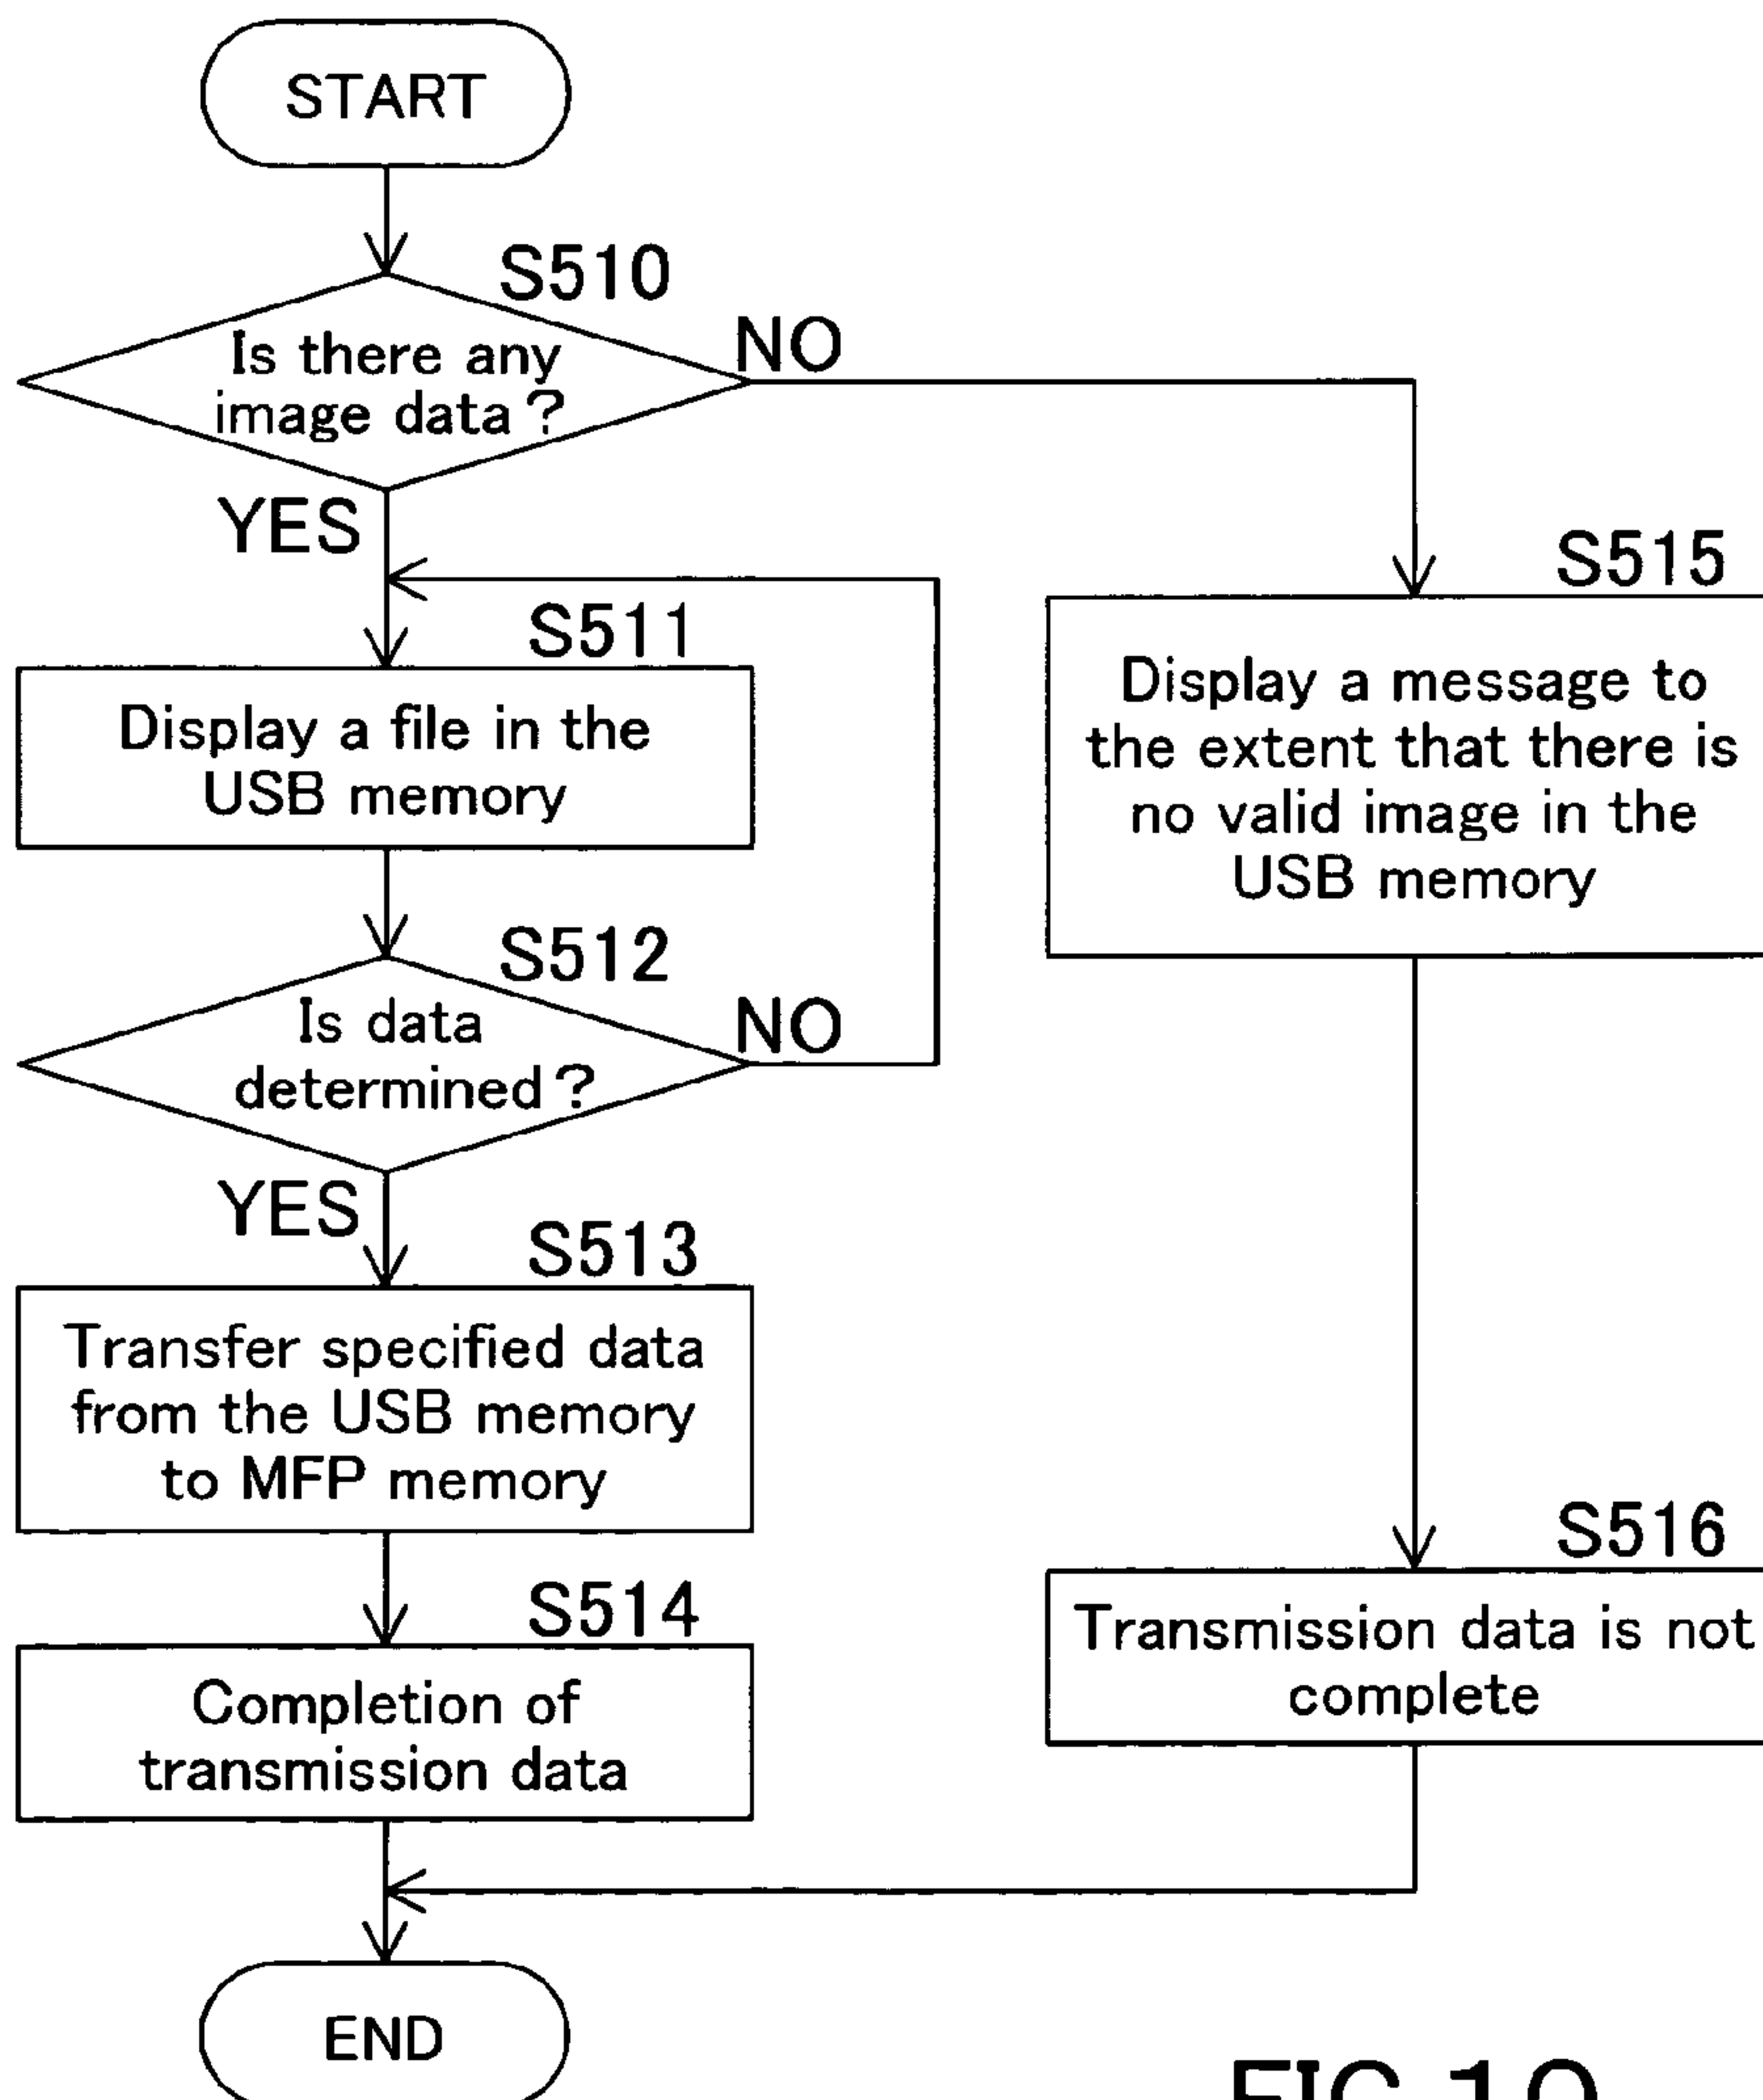 START
S510
Is there any
image data?
NO
YES
S511
Display a file in the
USB memory
S512
Is data
determined?
NO
YES
S513
Transfer specified data
from the USB memory
to MFP memory
S514
Completion of
transmission data
S515
Display a message to
the extent that there is
no valid image in the
USB memory
S516
Transmission data is not
complete
END